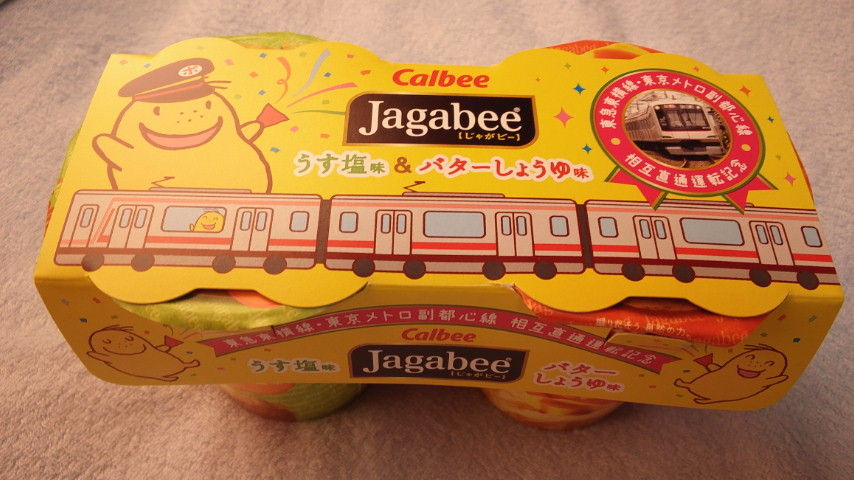 Calbee
Jagabee
[じゃがビー]
うす塩味 & バターしょうゆ味
東急東横線・東京メトロ副都心線
相互直通運転記念
東急東横線・東京メトロ副都心線 相互直通運転記念
Calbee
うす塩味
Jagabee
[じゃがビー]
バター
しょうゆ味